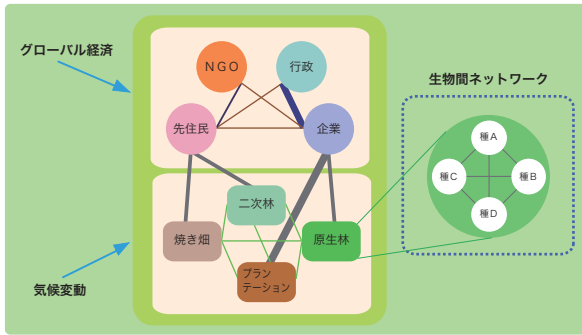 グローバル経済
NGO
行政
先住民
企業
二次林
焼き畑
原生林
プラン
テーション
気候変動
生物間ネットワーク
種A
種C
種B
種D